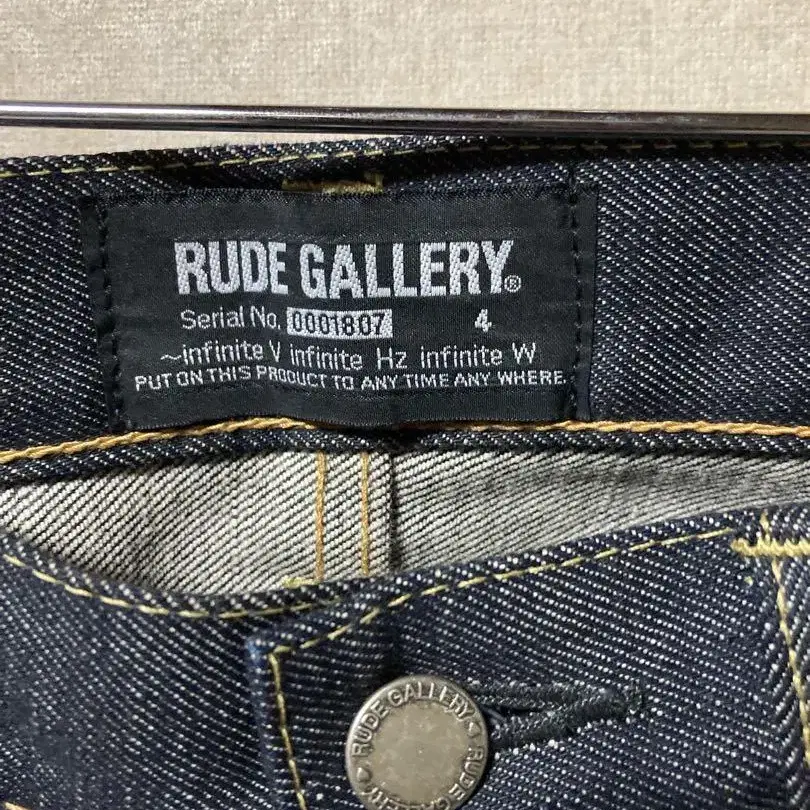 RUDE GALLERY®
Serial No. 0001807 4
~infinite V infinite Hz infinite W
PUT ON THIS PRODUCT TO ANY TIME ANY WHERE.
RUDE GALLERY
RUDE GALLERY